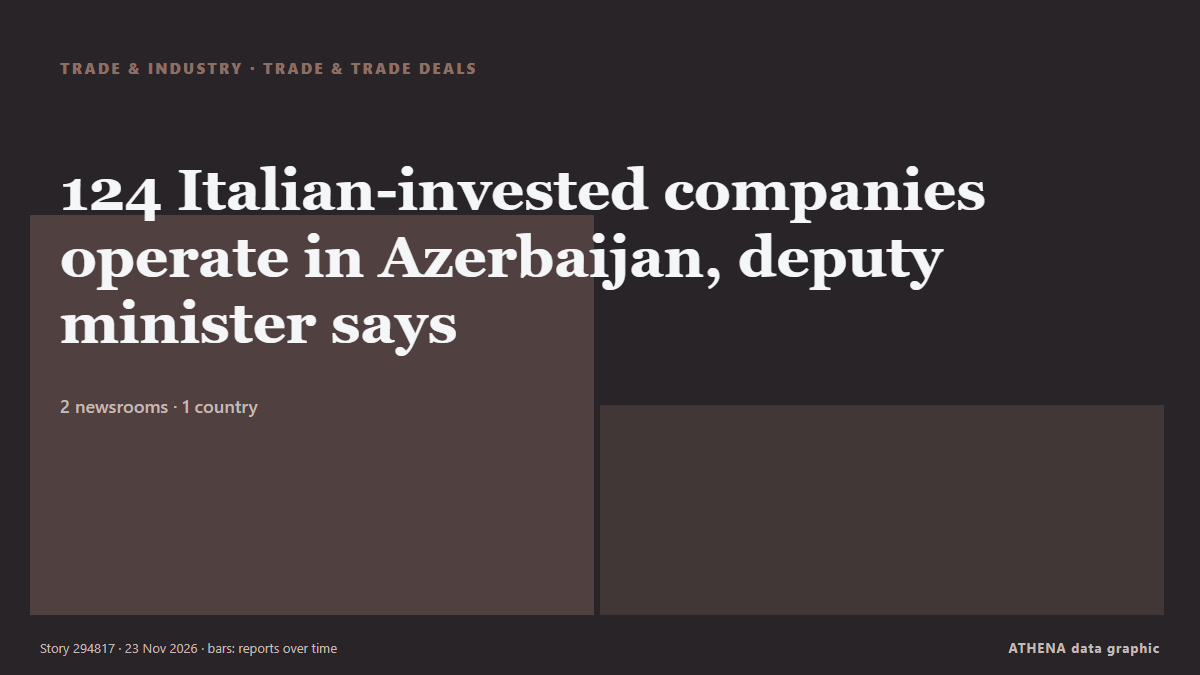 TRADE & INDUSTRY · TRADE & TRADE DEALS
124 Italian-invested companies
operate in Azerbaijan, deputy
minister says
2 newsrooms · 1 country
Story 294817 · 23 Nov 2026 · bars: reports over time
ATHENA data graphic